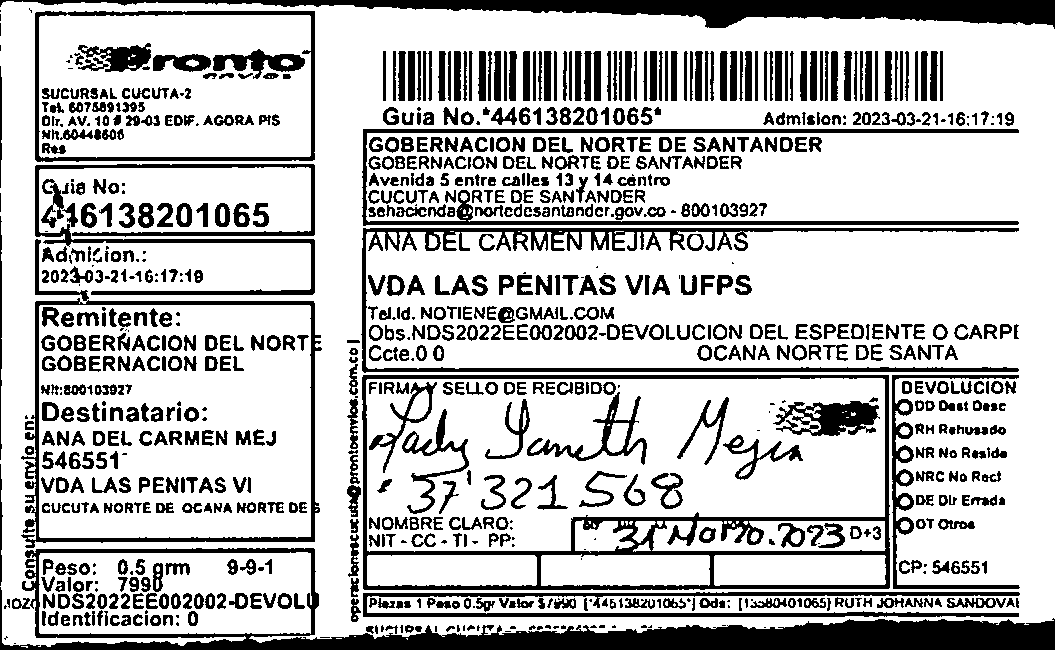 Pronto
envios
SUCURSAL CUCUTA-2
Tel. 6075891395
Dir. AV. 10 # 29-03 EDIF. AGORA PIS
Nit.60448606
Res
Guia No:
446138201065
Admision.:
2023-03-21-16:17:19
Remitente:
GOBERNACION DEL NORTE
GOBERNACION DEL
Nit:800103927
Destinatario:
ANA DEL CARMEN MEJ
546551
VDA LAS PENITAS VI
CUCUTA NORTE DE OCANA NORTE DE S
Peso: 0.5 grm 9-9-1
Valor: 7990
NDS2022EE002002-DEVOLU
Identificacion: 0
Consulte su envio en:
operacionescucuta@prontoenvios.com.co
Guia No.*446138201065* Admision: 2023-03-21-16:17:19
GOBERNACION DEL NORTE DE SANTANDER
GOBERNACION DEL NORTE DE SANTANDER
Avenida 5 entre calles 13 y 14 centro
CUCUTA NORTE DE SANTANDER
sehacienda@nortedesantander.gov.co - 800103927
ANA DEL CARMEN MEJIA ROJAS
VDA LAS PENITAS VIA UFPS
Tel.Id. NOTIENE@GMAIL.COM
Obs.NDS2022EE002002-DEVOLUCION DEL ESPEDIENTE O CARPE
Ccte.0 0 OCANA NORTE DE SANTA
FIRMA Y SELLO DE RECIBIDO:
Lady Yaneth Mejia
37'321568
NOMBRE CLARO:
NIT - CC - TI - PP:
31 Marzo.2023 D+3
DEVOLUCION
DD Dest Desc
RH Rehusado
NR No Reside
NRC No Recl
DE Dir Errada
OT Otros
CP: 546551
Piezas 1 Peso 0.5gr Valor $7990 [*446138201065*] Ods: [13580401065] RUTH JOHANNA SANDOVAL